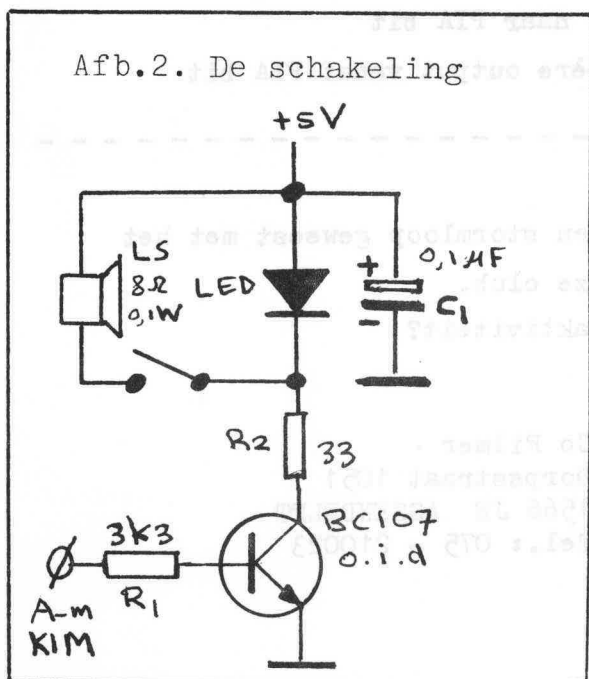 Afb.2. De schakeling
+5V
LS
8Ω
0,1W
LED
+
0,1µF
C1
-
R2
33
3k3
R1
BC107
o.i.d
A-m
KIM